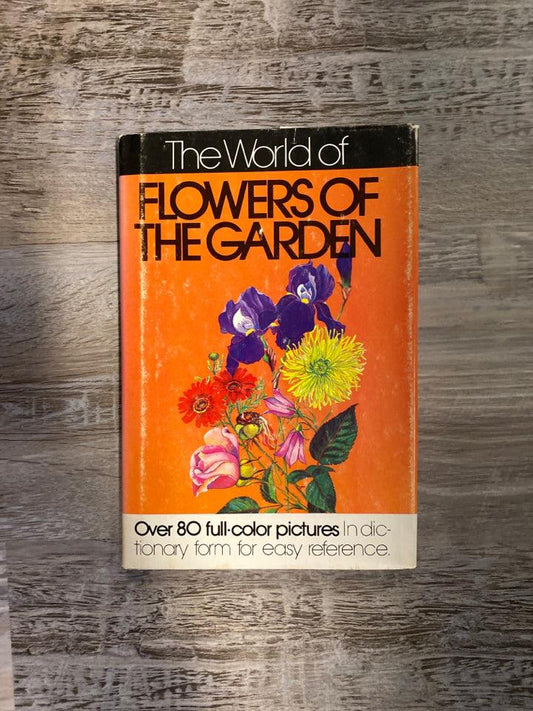 The World of
FLOWERS OF
THE GARDEN
Over 80 full-color pictures In dic-
tionary form for easy reference.